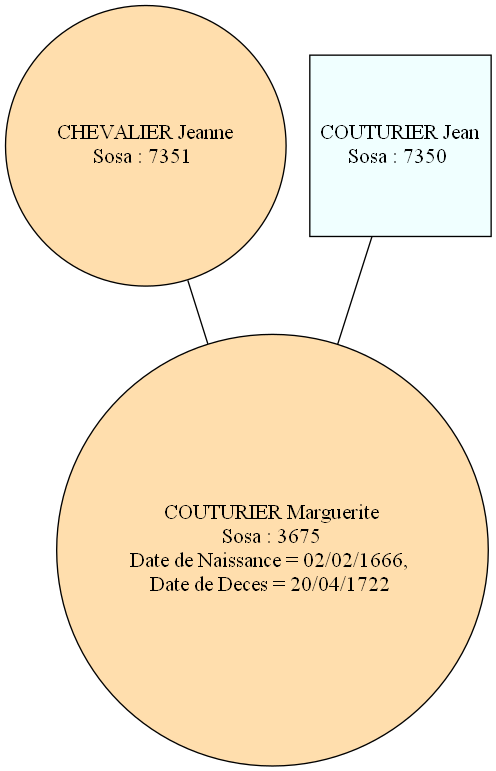 CHEVALIER Jeanne
Sosa : 7351
COUTURIER Jean
Sosa : 7350
COUTURIER Marguerite
Sosa : 3675
Date de Naissance = 02/02/1666,
Date de Deces = 20/04/1722